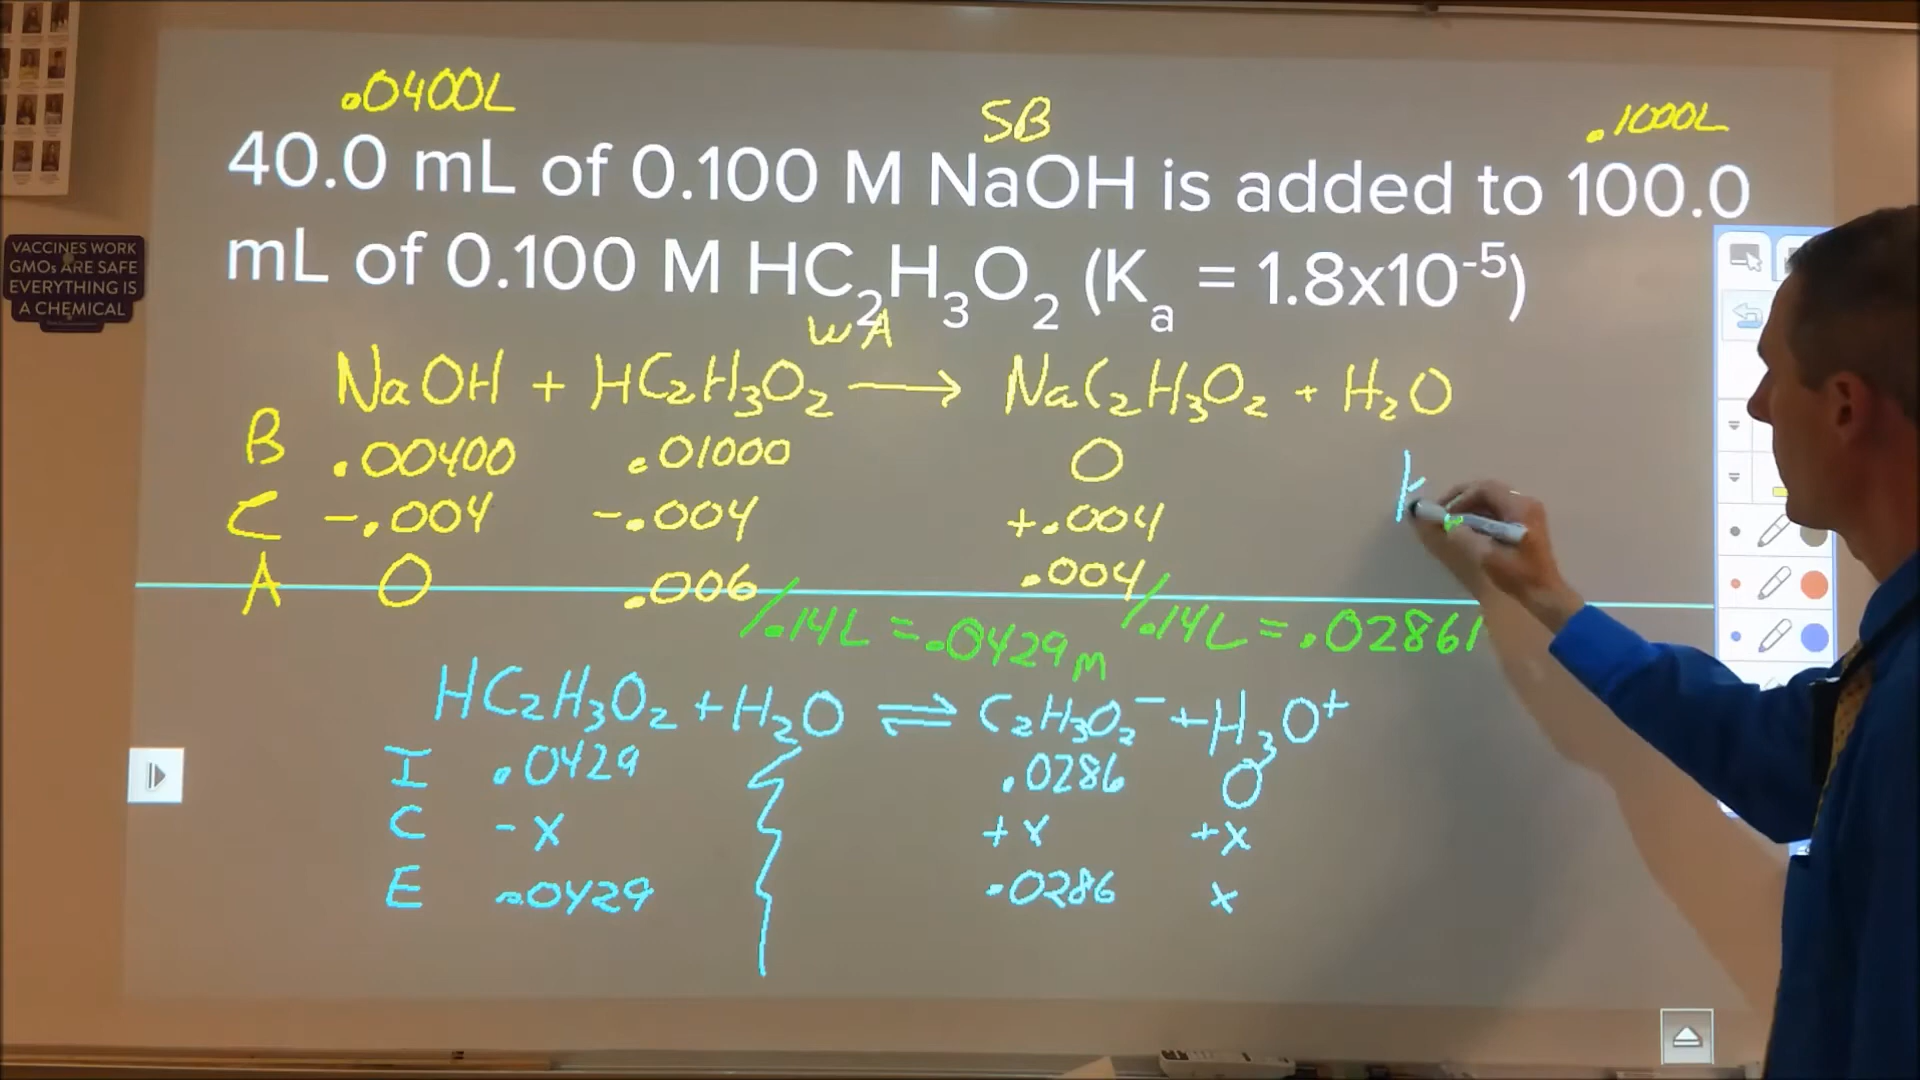 .0400L
SB
.1000L
40.0 mL of 0.100 M NaOH is added to 100.0
mL of 0.100 M HC₂H₃O₂ (Kₐ = 1.8x10⁻⁵)
WA
NaOH + HC₂H₃O₂ → NaC₂H₃O₂ + H₂O
B .00400 .01000 0
C -.004 -.004 +.004
A 0 .006 .004
/.14L = .0429M /.14L = .0286
HC₂H₃O₂ + H₂O ⇌ C₂H₃O₂⁻ + H₃O⁺
I .0429 .0286 0
C -x +x +x
E .0429 .0286 x
VACCINES WORK
GMOs ARE SAFE
EVERYTHING IS
A CHEMICAL